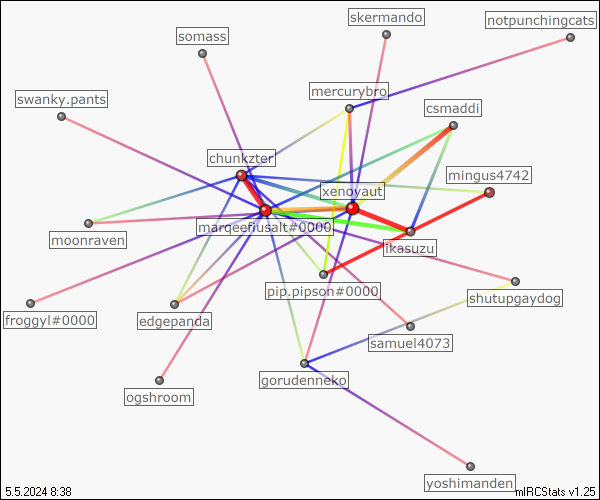 skermando
notpunchingcats
somass
mercurybro
swanky.pants
csmaddi
chunkzter
mingus4742
xenoyaut
marqeefiusalt#0000
moonraven
ikasuzu
pip.pipson#0000
shutupgaydog
froggyl#0000
edgepanda
samuel4073
gorudenneko
ogshroom
yoshimanden
5.5.2024 8:38
mIRCStats v1.25